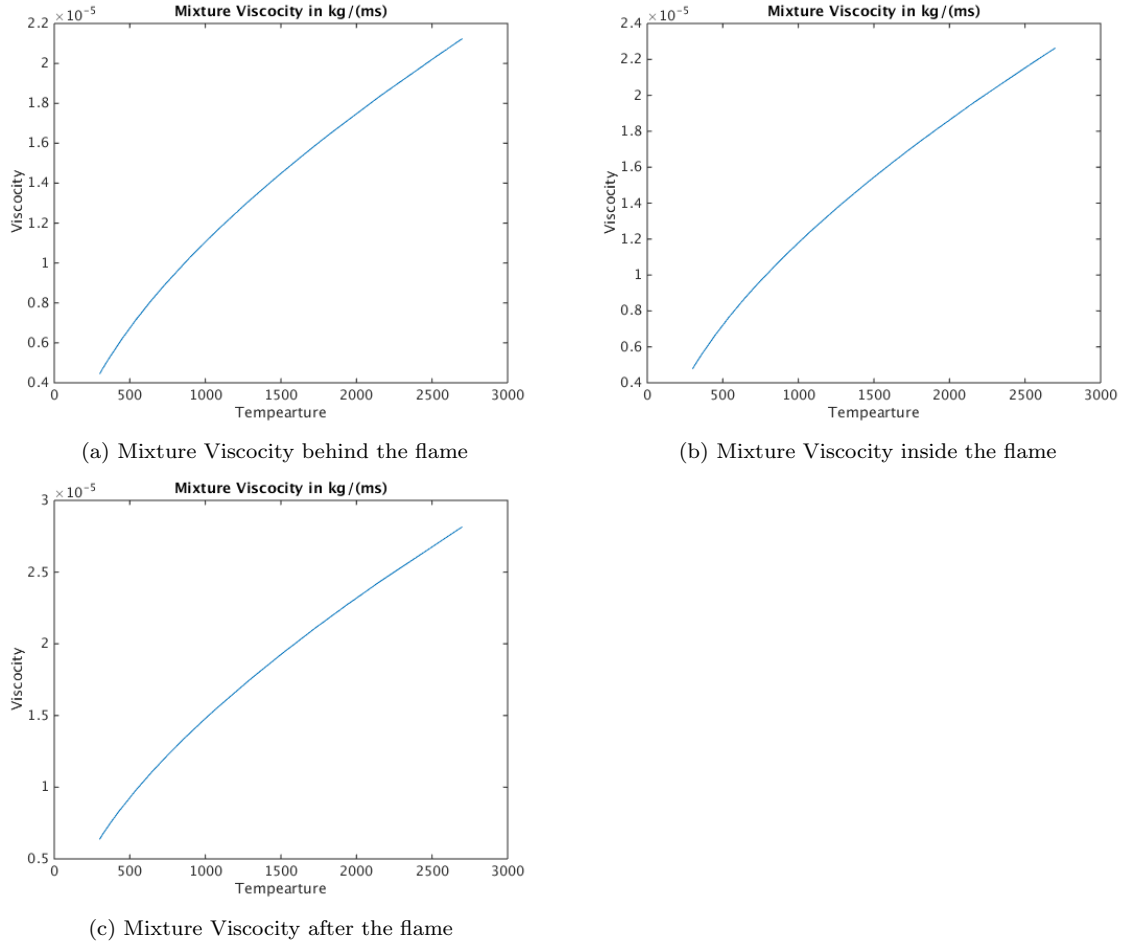 Mixture Viscocity in kg/(ms)
×10⁻⁵
2.2
2
1.8
1.6
1.4
1.2
1
0.8
0.6
0.4
Viscocity
0 500 1000 1500 2000 2500 3000
Tempearture
(a) Mixture Viscocity behind the flame
Mixture Viscocity in kg/(ms)
×10⁻⁵
2.4
2.2
2
1.8
1.6
1.4
1.2
1
0.8
0.6
0.4
Viscocity
0 500 1000 1500 2000 2500 3000
Tempearture
(b) Mixture Viscocity inside the flame
Mixture Viscocity in kg/(ms)
×10⁻⁵
3
2.5
2
1.5
1
0.5
Viscocity
0 500 1000 1500 2000 2500 3000
Tempearture
(c) Mixture Viscocity after the flame